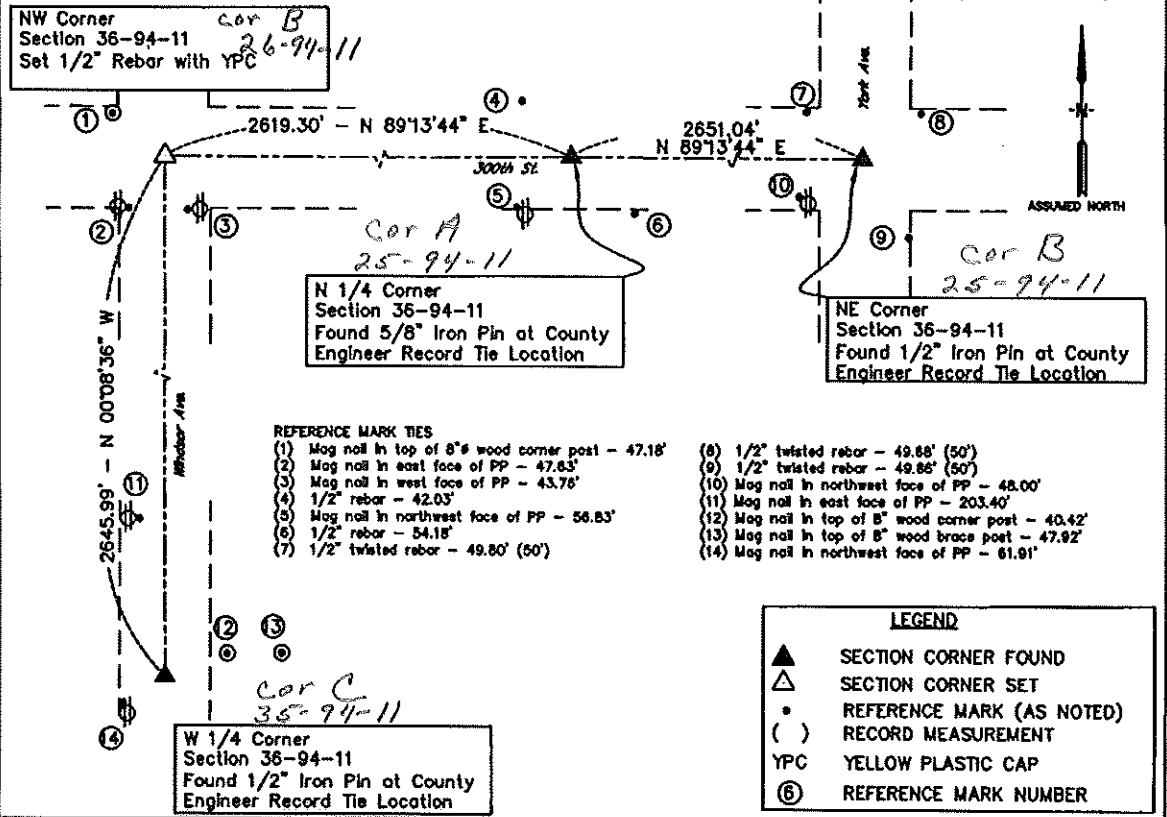 NW Corner
Section 36-94-11
Set 1/2" Rebar with YPC
cor B
26-94-11
①
④
⑦
York Ave.
⑧
2619.30' - N 89°13'44" E
2651.04'
N 89°13'44" E
300th St.
ASSUMED NORTH
②
③
⑤
⑥
⑩
⑨
Cor A
25-94-11
N 1/4 Corner
Section 36-94-11
Found 5/8" Iron Pin at County
Engineer Record Tie Location
Cor B
25-94-11
NE Corner
Section 36-94-11
Found 1/2" Iron Pin at County
Engineer Record Tie Location
2645.99' - N 00°08'36" W
Windsor Ave.
REFERENCE MARK TIES
(1) Mag nail in top of 8"ø wood corner post - 47.18'
(2) Mag nail in east face of PP - 47.63'
(3) Mag nail in west face of PP - 43.76'
(4) 1/2" rebar - 42.03'
(5) Mag nail in northwest face of PP - 56.83'
(6) 1/2" rebar - 54.18'
(7) 1/2" twisted rebar - 49.80' (50')
(8) 1/2" twisted rebar - 49.88' (50')
(9) 1/2" twisted rebar - 49.86' (50')
(10) Mag nail in northwest face of PP - 48.00'
(11) Mag nail in east face of PP - 203.40'
(12) Mag nail in top of 8" wood corner post - 40.42'
(13) Mag nail in top of 8" wood brace post - 47.92'
(14) Mag nail in northwest face of PP - 61.91'
⑪
⑫
⑬
⑭
Cor C
35-94-11
W 1/4 Corner
Section 36-94-11
Found 1/2" Iron Pin at County
Engineer Record Tie Location
LEGEND
▲ SECTION CORNER FOUND
△ SECTION CORNER SET
• REFERENCE MARK (AS NOTED)
( ) RECORD MEASUREMENT
YPC YELLOW PLASTIC CAP
⑥ REFERENCE MARK NUMBER